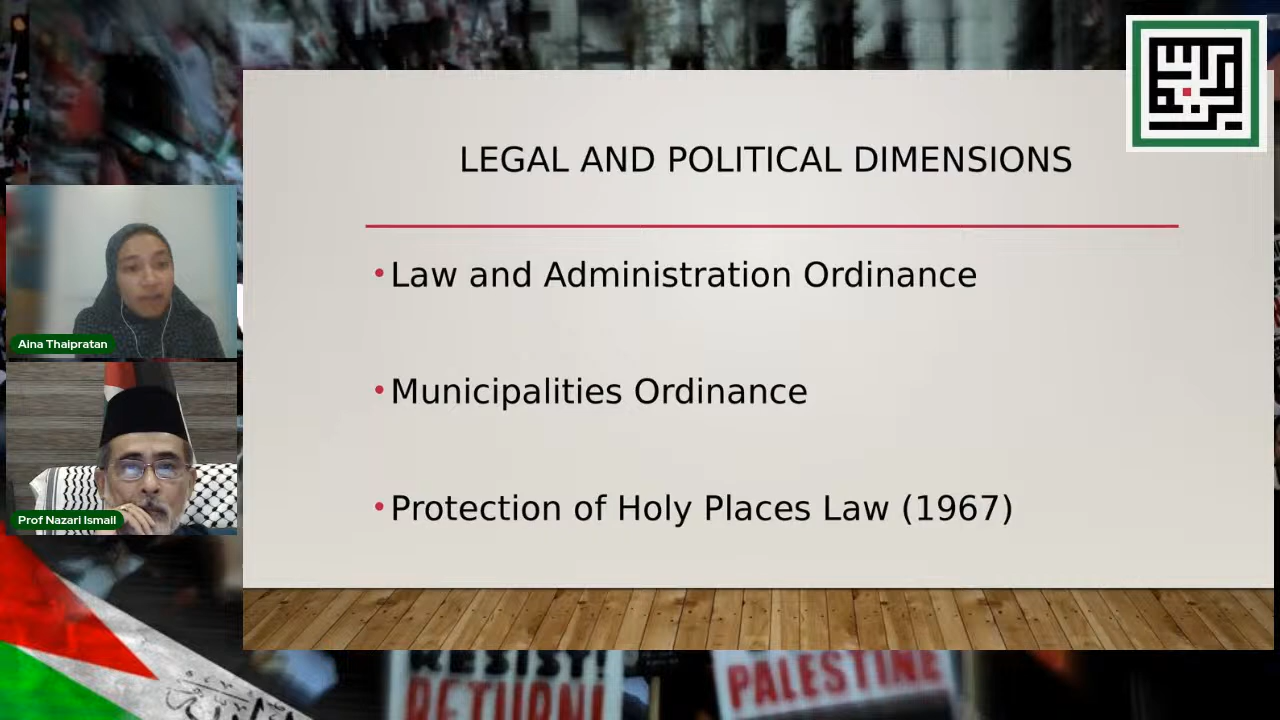 LEGAL AND POLITICAL DIMENSIONS
• Law and Administration Ordinance
• Municipalities Ordinance
• Protection of Holy Places Law (1967)
Aina Thaipratan
Prof Nazari Ismail
RESIST!
RETURN!
PALESTINE